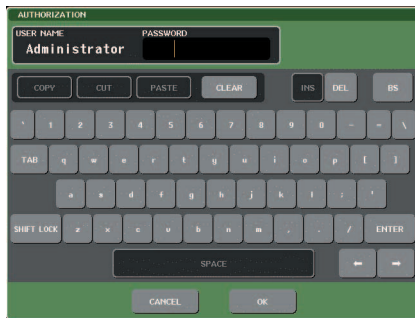 AUTHORIZATION
USER NAME PASSWORD
Administrator
COPY CUT PASTE CLEAR INS DEL BS
` 1 2 3 4 5 6 7 8 9 0 - = \
TAB q w e r t y u i o p [ ]
a s d f g h j k l ; '
SHIFT LOCK z x c v b n m , . / ENTER
SPACE ← →
CANCEL OK